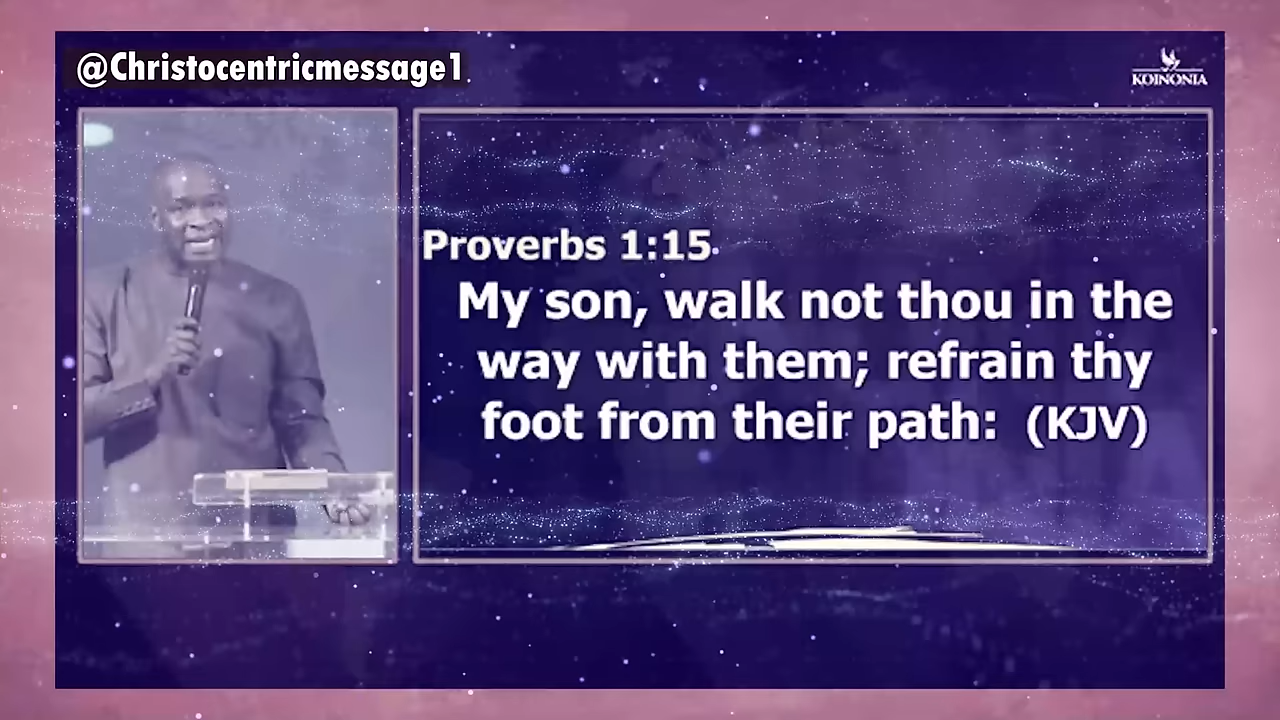 @Christocentricmessage1
KOINONIA
Proverbs 1:15
My son, walk not thou in the
way with them; refrain thy
foot from their path: (KJV)